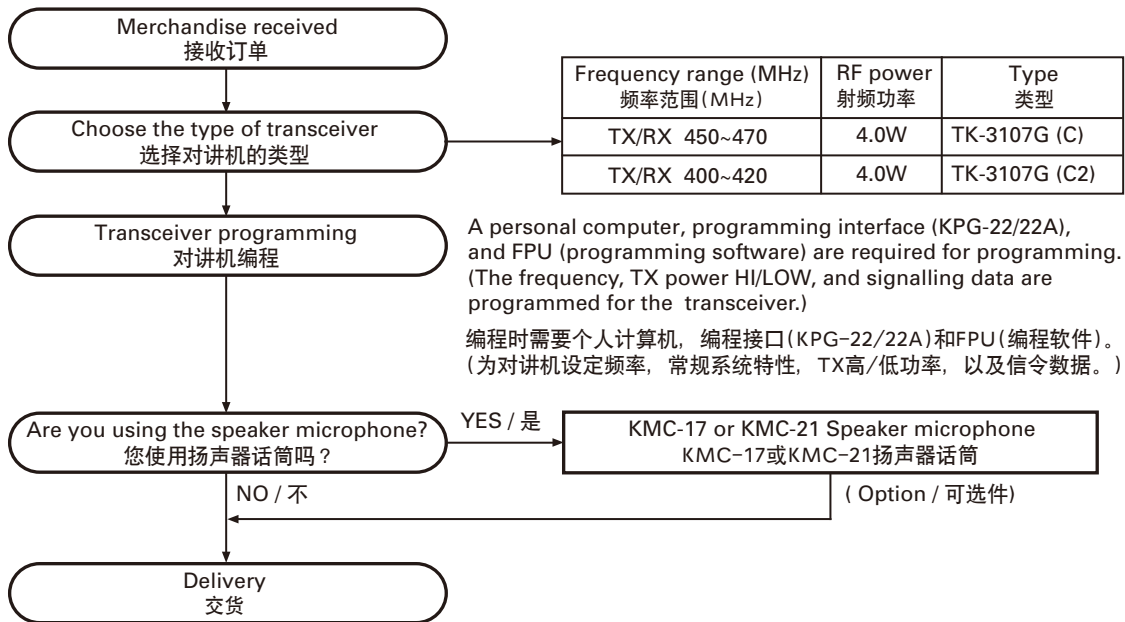 Merchandise received
接收订单
Frequency range (MHz)
频率范围(MHz)
RF power
射频功率
Type
类型
TX/RX 450~470
4.0W
TK-3107G (C)
TX/RX 400~420
4.0W
TK-3107G (C2)
Choose the type of transceiver
选择对讲机的类型
Transceiver programming
对讲机编程
A personal computer, programming interface (KPG-22/22A),
and FPU (programming software) are required for programming.
(The frequency, TX power HI/LOW, and signalling data are
programmed for the transceiver.)
编程时需要个人计算机, 编程接口(KPG-22/22A)和FPU(编程软件)。
(为对讲机设定频率, 常规系统特性, TX高/低功率, 以及信令数据。)
Are you using the speaker microphone?
您使用扬声器话筒吗?
YES / 是
KMC-17 or KMC-21 Speaker microphone
KMC-17或KMC-21扬声器话筒
NO / 不
( Option / 可选件)
Delivery
交货